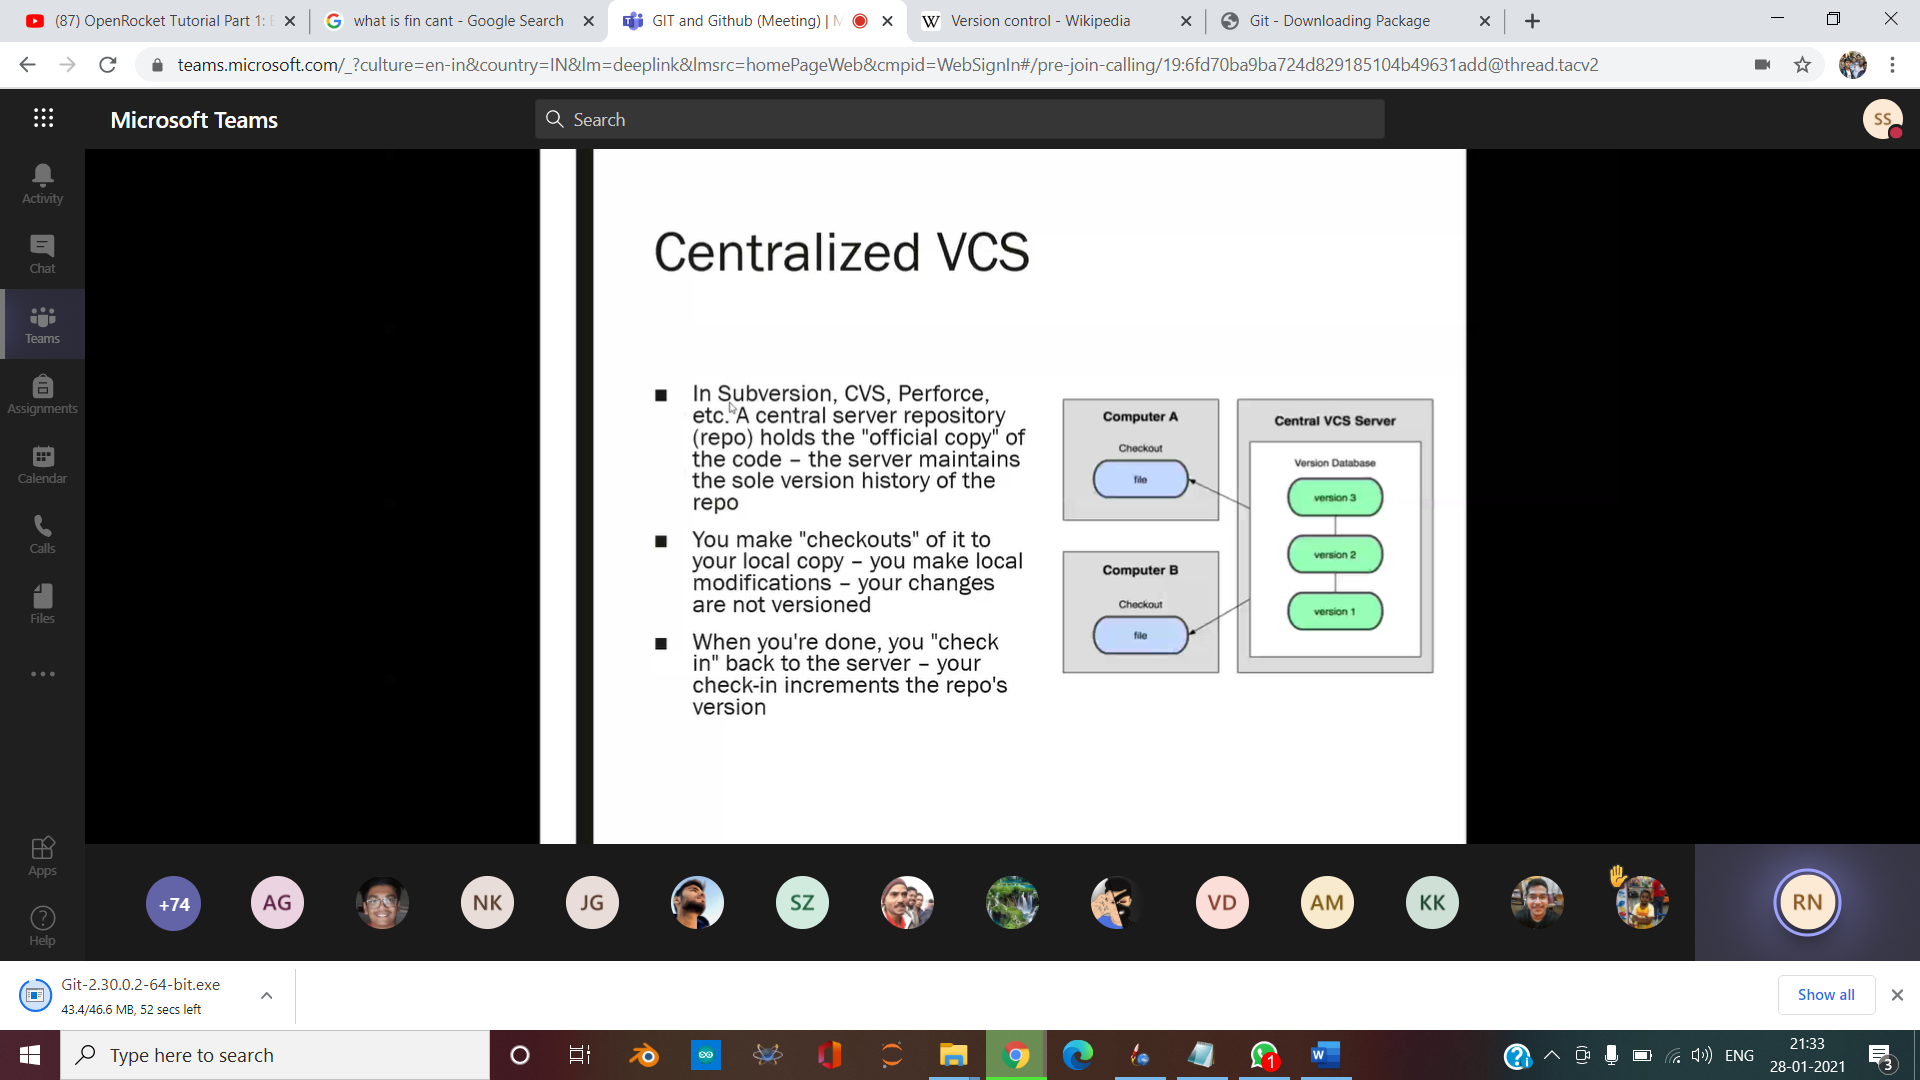 (87) OpenRocket Tutorial Part 1:
what is fin cant - Google Search
GIT and Github (Meeting) |
Version control - Wikipedia
Git - Downloading Package
teams.microsoft.com/_?culture=en-in&country=IN&lm=deeplink&lmsrc=homePageWeb&cmpid=WebSignIn#/pre-join-calling/19:6fd70ba9ba724d829185104b49631add@thread.tacv2
Microsoft Teams
Search
SS
Activity
Chat
Teams
Assignments
Calendar
Calls
Files
Apps
Help
Centralized VCS
In Subversion, CVS, Perforce,
etc. A central server repository
(repo) holds the "official copy" of
the code – the server maintains
the sole version history of the
repo
You make "checkouts" of it to
your local copy – you make local
modifications – your changes
are not versioned
When you're done, you "check
in" back to the server – your
check-in increments the repo's
version
Computer A
Checkout
file
Computer B
Checkout
file
Central VCS Server
Version Database
version 3
version 2
version 1
+74
AG
NK
JG
SZ
VD
AM
KK
RN
Git-2.30.0.2-64-bit.exe
43.4/46.6 MB, 52 secs left
Show all
Type here to search
1
ENG
21:33
28-01-2021
3